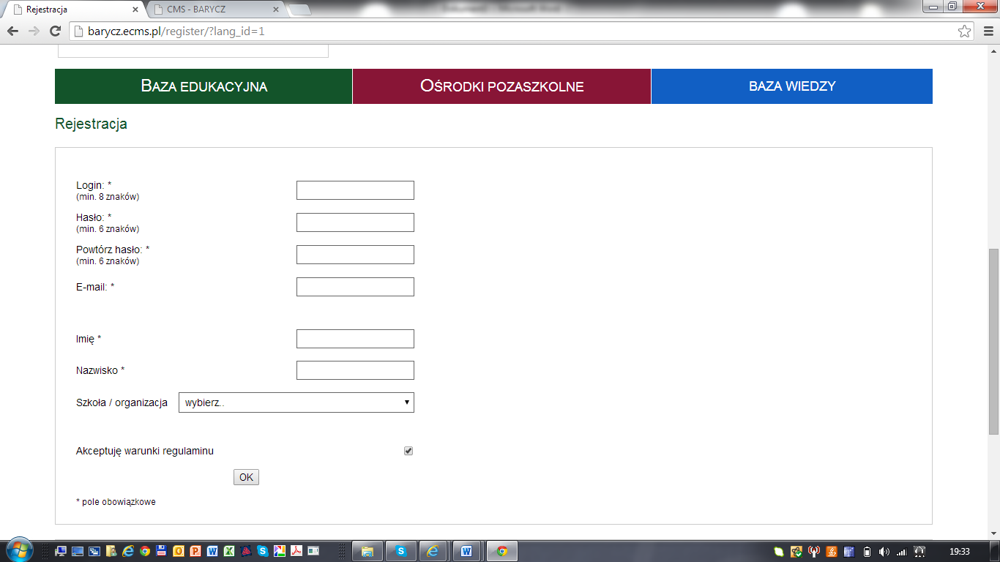 Rejestracja
CMS - BARYCZ
barycz.ecms.pl/register/?lang_id=1
BAZA EDUKACYJNA
OŚRODKI POZASZKOLNE
BAZA WIEDZY
Rejestracja
Login: *
(min. 8 znaków)
Hasło: *
(min. 6 znaków)
Powtórz hasło: *
(min. 6 znaków)
E-mail: *
Imię *
Nazwisko *
Szkoła / organizacja wybierz..
Akceptuję warunki regulaminu
OK
* pole obowiązkowe
19:33